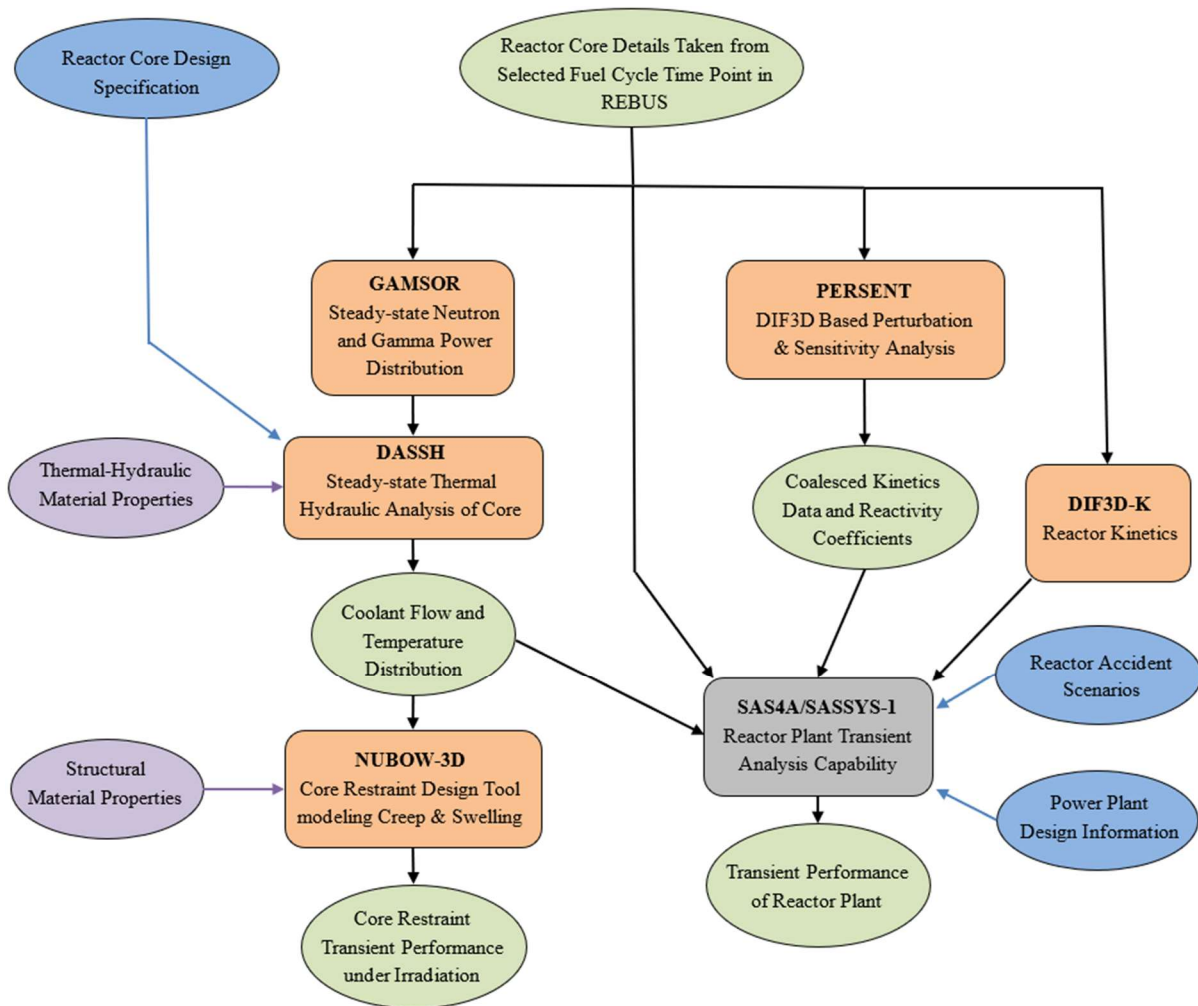 Reactor Core Design
Specification
Reactor Core Details Taken from
Selected Fuel Cycle Time Point in
REBUS
GAMSOR
Steady-state Neutron
and Gamma Power
Distribution
PERSENT
DIF3D Based Perturbation
& Sensitivity Analysis
Thermal-Hydraulic
Material Properties
DASSH
Steady-state Thermal
Hydraulic Analysis of Core
Coalesced Kinetics
Data and Reactivity
Coefficients
DIF3D-K
Reactor Kinetics
Coolant Flow and
Temperature
Distribution
Reactor Accident
Scenarios
SAS4A/SASSYS-1
Reactor Plant Transient
Analysis Capability
Structural
Material Properties
NUBOW-3D
Core Restraint Design Tool
modeling Creep & Swelling
Power Plant
Design Information
Transient Performance
of Reactor Plant
Core Restraint
Transient Performance
under Irradiation